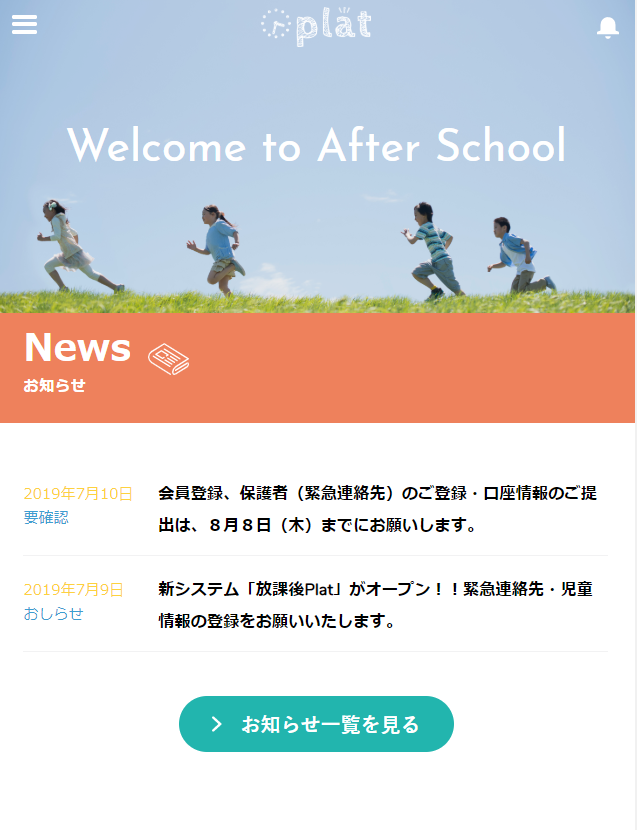 plat
Welcome to After School
News
お知らせ
2019年7月10日
要確認
会員登録、保護者（緊急連絡先）のご登録・口座情報のご提
出は、８月８日（木）までにお願いします。
2019年7月9日
おしらせ
新システム「放課後Plat」がオープン！！緊急連絡先・児童
情報の登録をお願いいたします。
お知らせ一覧を見る